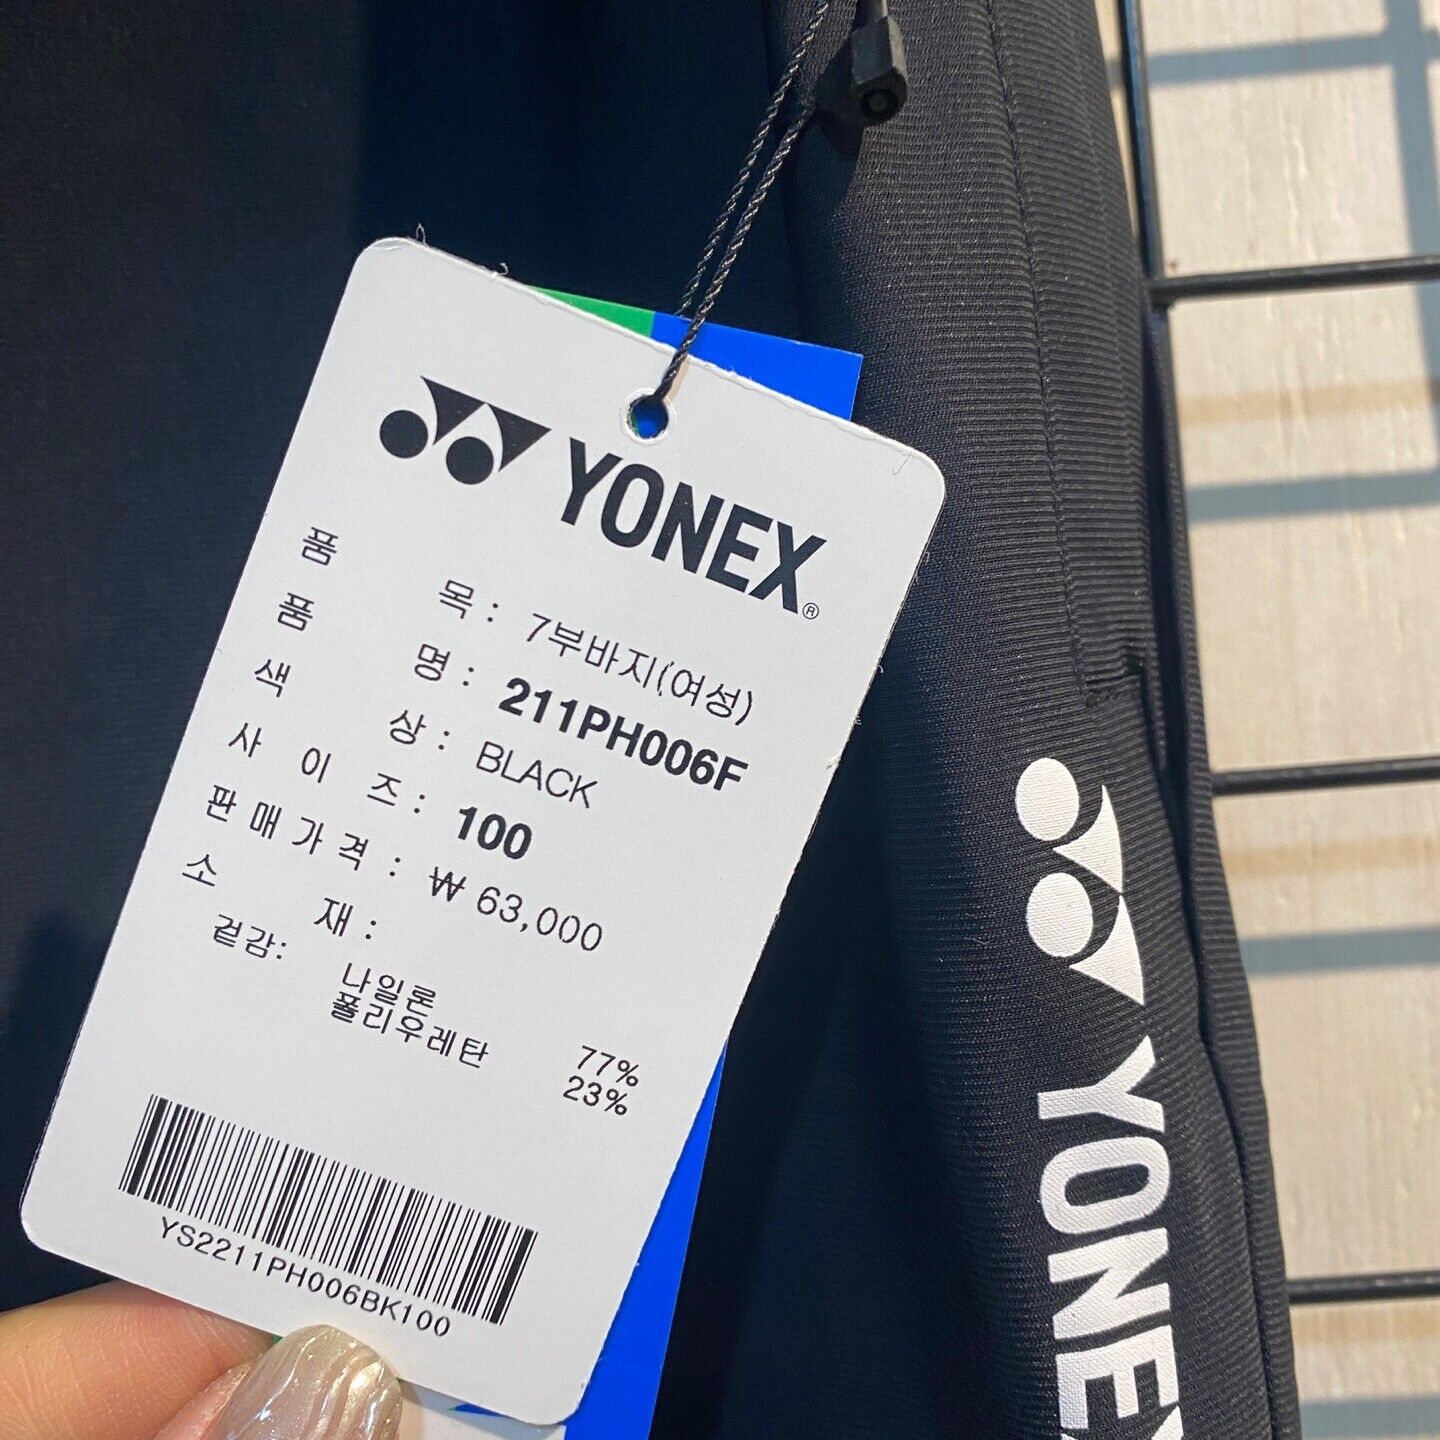 YONEX®
품 목 : 7부바지(여성)
품 명 : 211PH006F
색 상 : BLACK
사 이 즈 : 100
판 매 가 격 : ₩ 63,000
소 재 :
겉감:
나일론 77%
폴리우레탄 23%
YS2211PH006BK100
YONEX